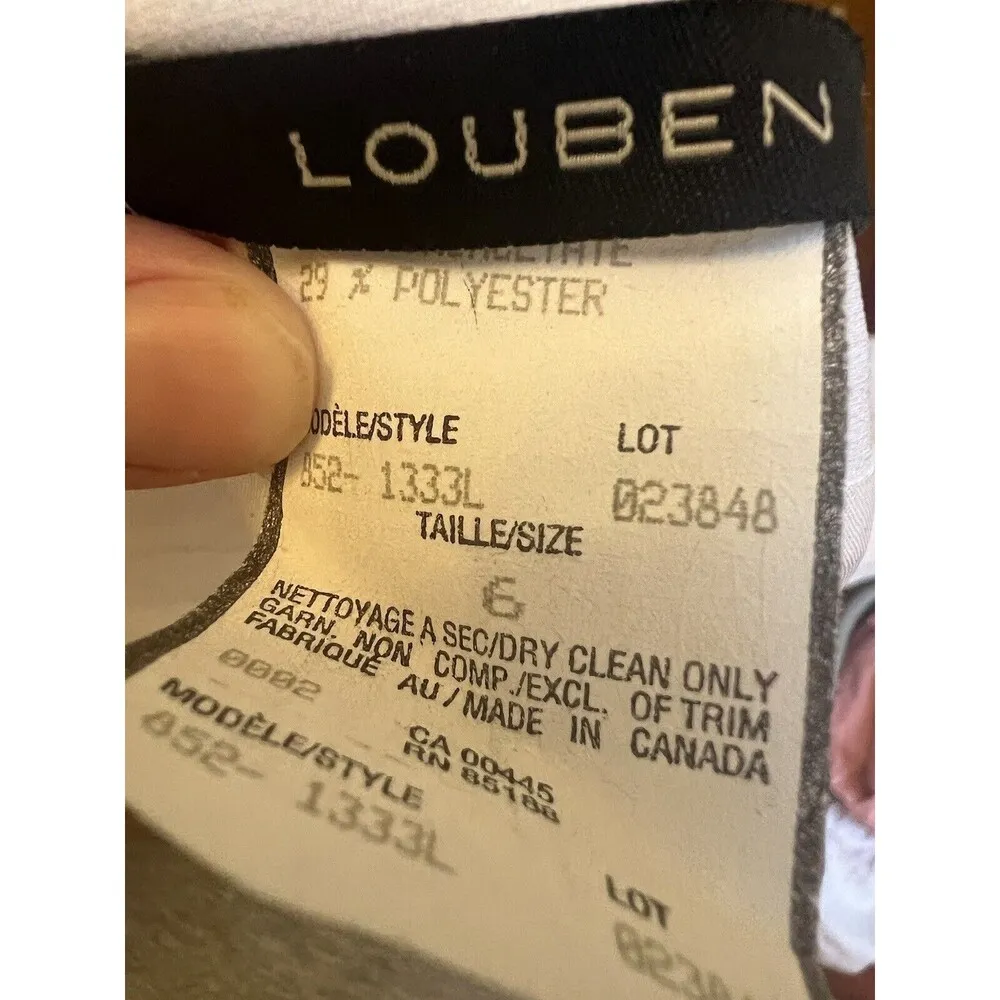 LOUBEN
29 % POLYESTER
ODÈLE/STYLE
852- 1333L
LOT
023848
TAILLE/SIZE
6
NETTOYAGE A SEC/DRY CLEAN ONLY
GARN. NON COMP./EXCL. OF TRIM
FABRIQUÉ AU/MADE IN CANADA
0002
CA 00445
RN 85188
MODÈLE/STYLE
852- 1333L
LOT